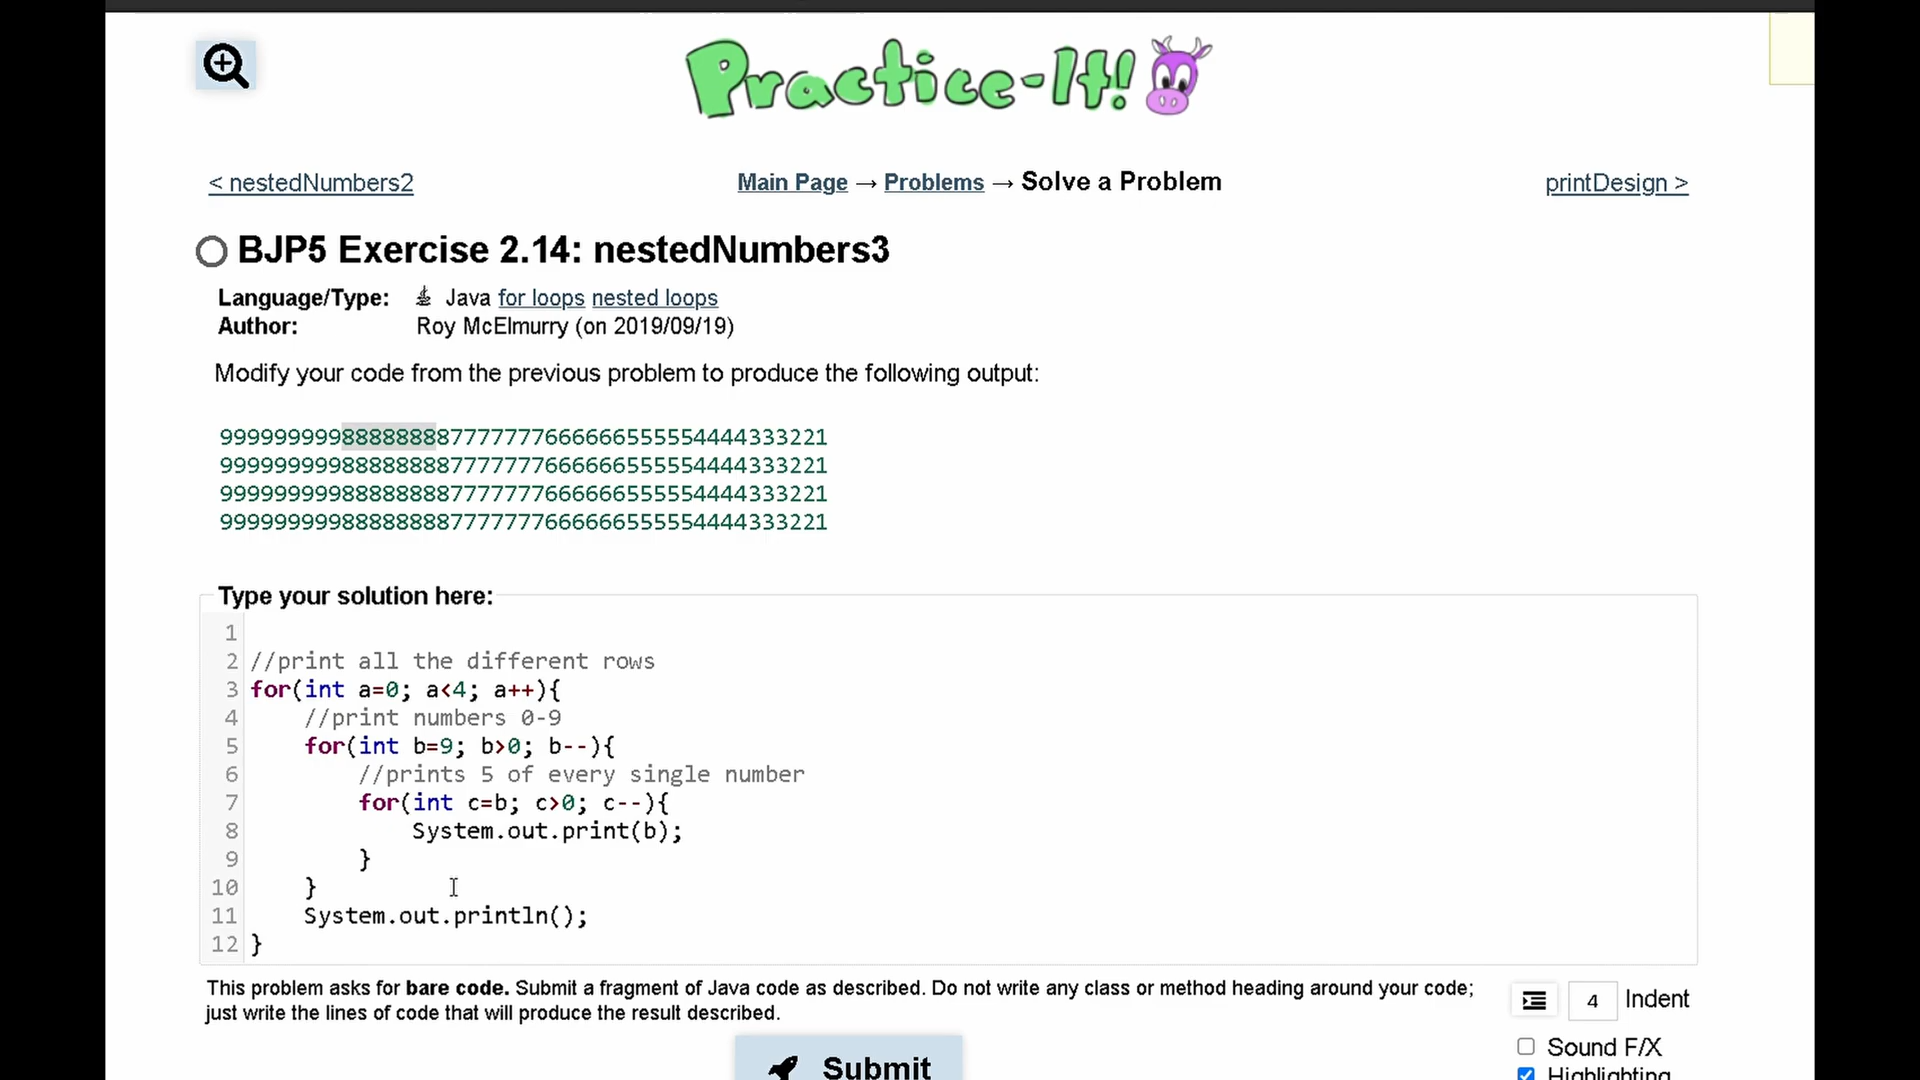 Practice-It!
< nestedNumbers2 Main Page → Problems → Solve a Problem printDesign >
BJP5 Exercise 2.14: nestedNumbers3
Language/Type: Java for loops nested loops
Author: Roy McElmurry (on 2019/09/19)
Modify your code from the previous problem to produce the following output:
999999999888888887777777666666555554444333221
999999999888888887777777666666555554444333221
999999999888888887777777666666555554444333221
999999999888888887777777666666555554444333221
Type your solution here:
1
2 //print all the different rows
3 for(int a=0; a<4; a++){
4     //print numbers 0-9
5     for(int b=9; b>0; b--){
6         //prints 5 of every single number
7         for(int c=b; c>0; c--){
8             System.out.print(b);
9         }
10     }
11     System.out.println();
12 }
This problem asks for bare code. Submit a fragment of Java code as described. Do not write any class or method heading around your code;
just write the lines of code that will produce the result described.
4 Indent
Sound F/X
Submit
Highlighting